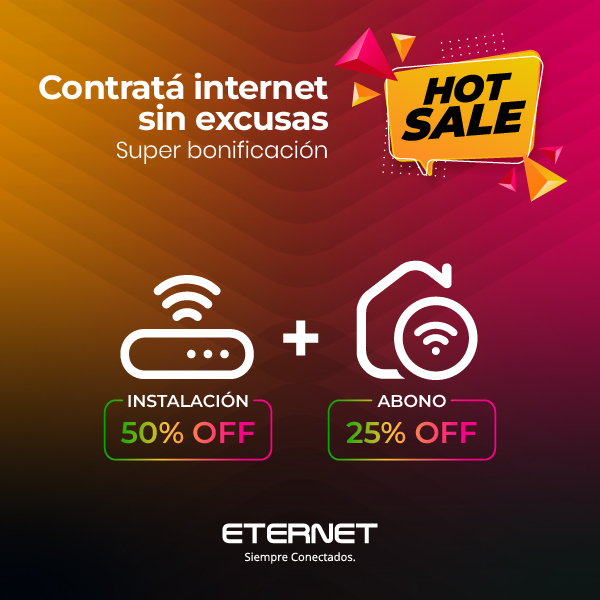 Contratá internet
sin excusas
Super bonificación
HOT
SALE
+
INSTALACIÓN
50% OFF
ABONO
25% OFF
ETERNET
Siempre Conectados.